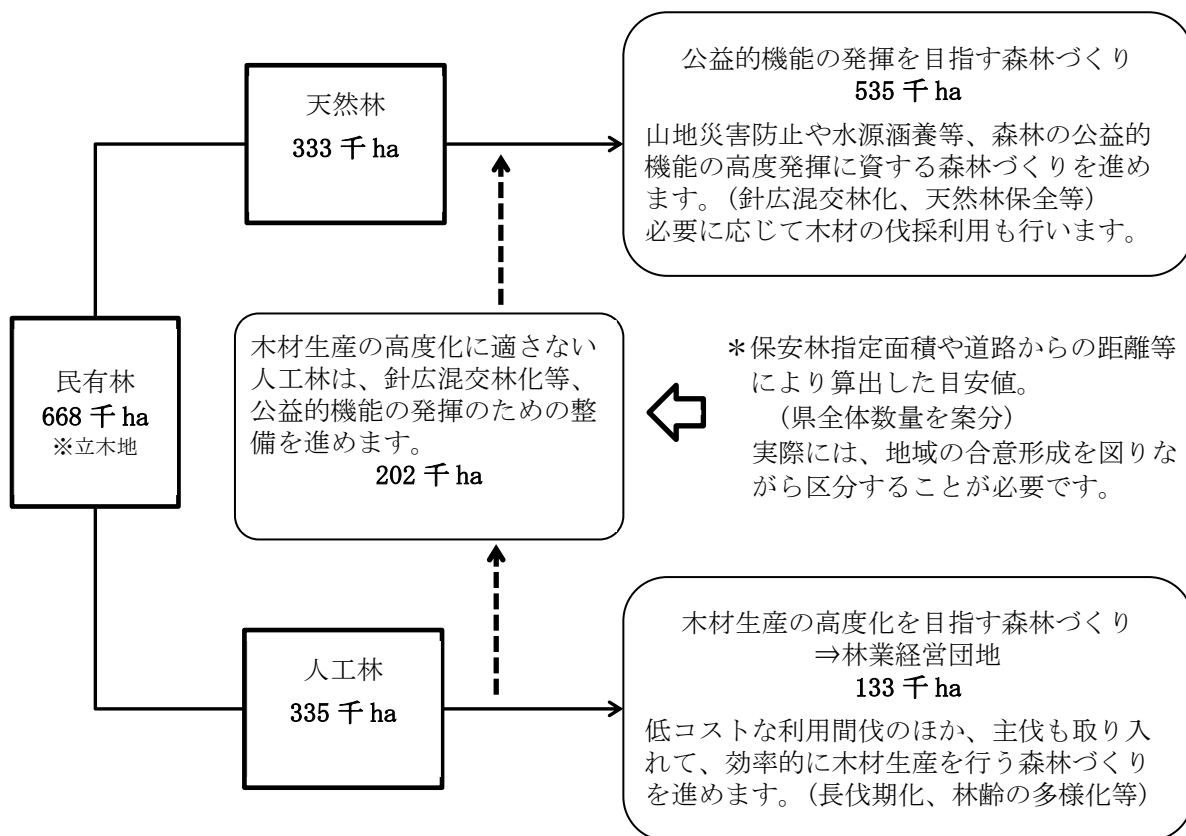 公益的機能の発揮を目指す森林づくり
535 千 ha
山地災害防止や水源涵養等、森林の公益的
機能の高度発揮に資する森林づくりを進め
ます。（針広混交林化、天然林保全等）
必要に応じて木材の伐採利用も行います。
天然林
333 千 ha
民有林
668 千 ha
※立木地
木材生産の高度化に適さない
人工林は、針広混交林化等、
公益的機能の発揮のための整
備を進めます。
202 千 ha
＊保安林指定面積や道路からの距離等
により算出した目安値。
（県全体数量を案分）
実際には、地域の合意形成を図りな
がら区分することが必要です。
人工林
335 千 ha
木材生産の高度化を目指す森林づくり
⇒林業経営団地
133 千 ha
低コストな利用間伐のほか、主伐も取り入
れて、効率的に木材生産を行う森林づくり
を進めます。（長伐期化、林齢の多様化等）